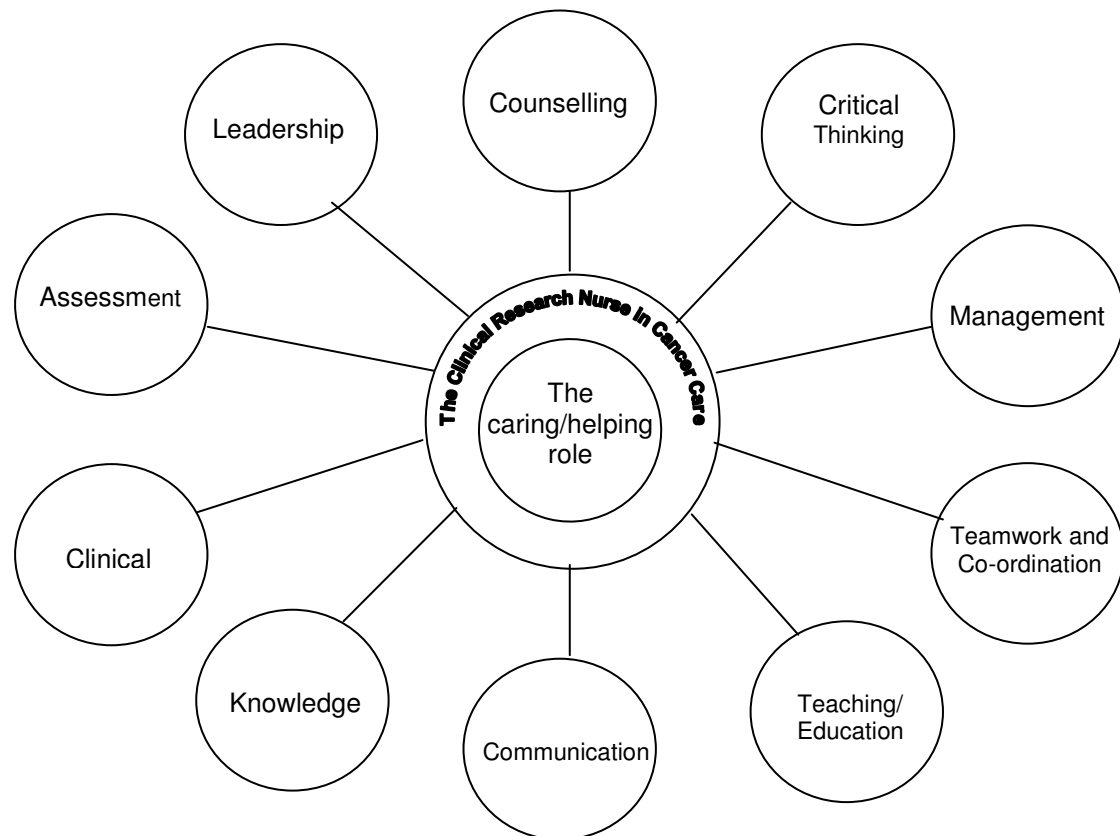 Counselling
Critical
Thinking
Leadership
Assessment
Management
The Clinical Research Nurse in Cancer Care
The
caring/helping
role
Teamwork and
Co-ordination
Clinical
Knowledge
Teaching/
Education
Communication